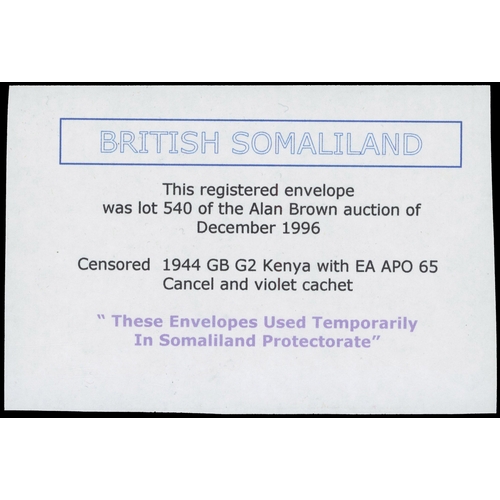 BRITISH SOMALILAND
This registered envelope
was lot 540 of the Alan Brown auction of
December 1996
Censored 1944 GB G2 Kenya with EA APO 65
Cancel and violet cachet
“ These Envelopes Used Temporarily
In Somaliland Protectorate”